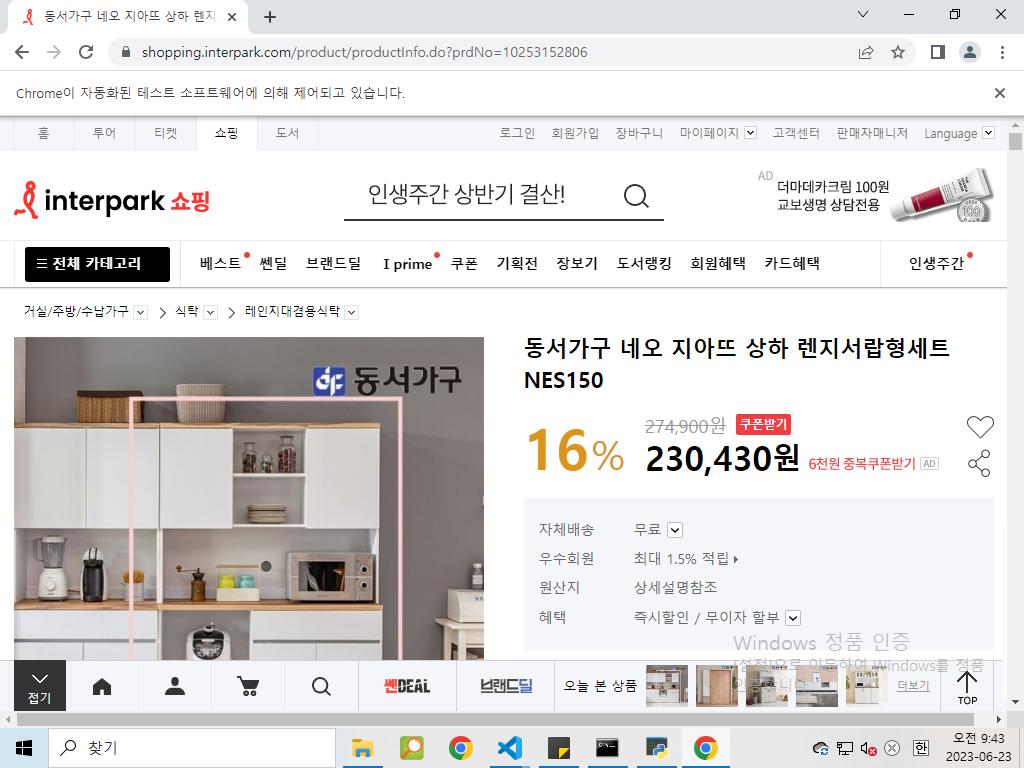 동서가구 네오 지아뜨 상하 렌지
shopping.interpark.com/product/productInfo.do?prdNo=10253152806
Chrome이 자동화된 테스트 소프트웨어에 의해 제어되고 있습니다.
홈 투어 티켓 쇼핑 도서 로그인 회원가입 장바구니 마이페이지 고객센터 판매자매니저 Language
interpark 쇼핑
인생주간 상반기 결산!
AD
더마데카크림 100원
교보생명 상담전용
100
전체 카테고리 베스트 쎈딜 브랜드딜 I prime 쿠폰 기획전 장보기 도서랭킹 회원혜택 카드혜택 인생주간
거실/주방/수납가구 > 식탁 > 레인지대겸용식탁
동서가구
동서가구 네오 지아뜨 상하 렌지서랍형세트
NES150
274,900원 쿠폰받기
16% 230,430원 6천원 중복쿠폰받기 AD
자체배송 무료
우수회원 최대 1.5% 적립
원산지 상세설명참조
혜택 즉시할인 / 무이자 할부
Windows 정품 인증
[설정]으로 이동하여 Windows를 정품
접기
쎈DEAL
브랜드딜
오늘 본 상품
더보기
TOP
찾기
한
오전 9:43
2023-06-23